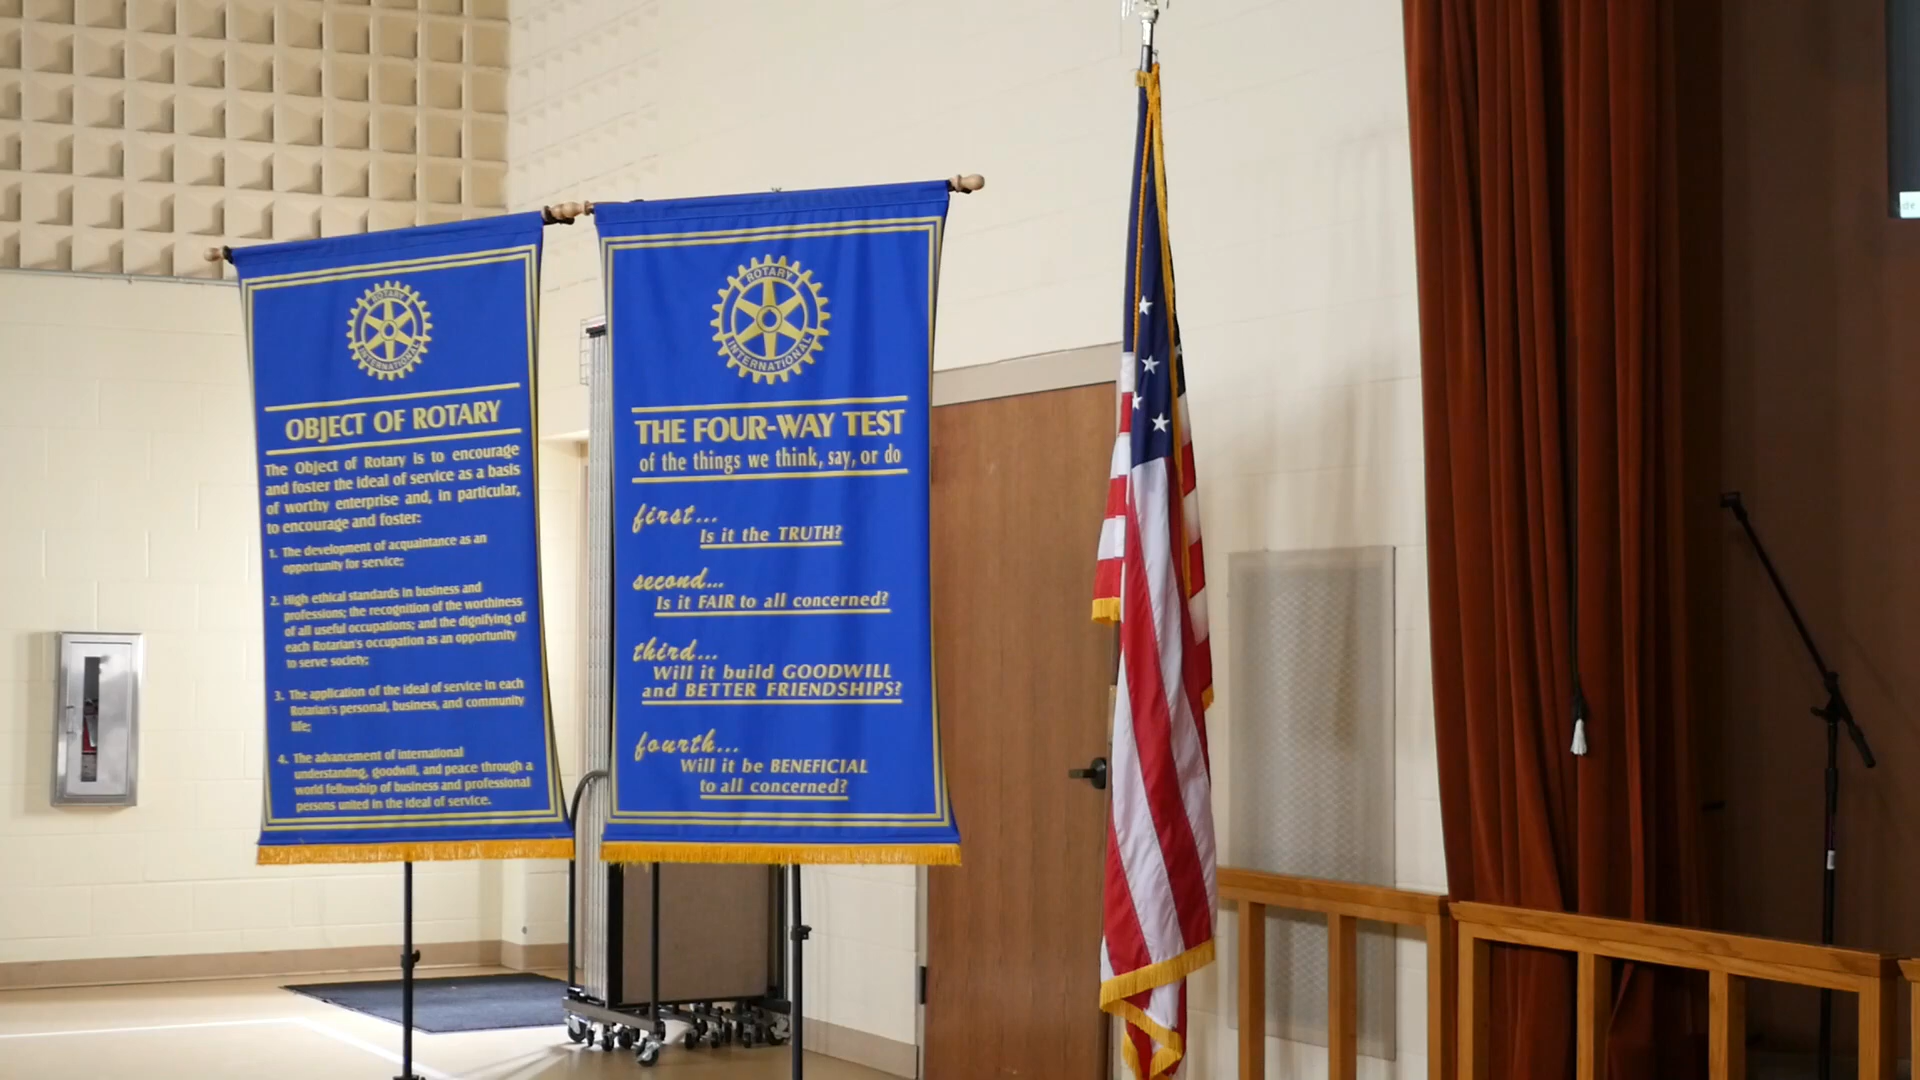 ROTARY
INTERNATIONAL
OBJECT OF ROTARY
The Object of Rotary is to encourage
and foster the ideal of service as a basis
of worthy enterprise and, in particular,
to encourage and foster:
1. The development of acquaintance as an
opportunity for service;
2. High ethical standards in business and
professions; the recognition of the worthiness
of all useful occupations; and the dignifying of
each Rotarian's occupation as an opportunity
to serve society;
3. The application of the ideal of service in each
Rotarian's personal, business, and community
life;
4. The advancement of international
understanding, goodwill, and peace through a
world fellowship of business and professional
persons united in the ideal of service.
ROTARY
INTERNATIONAL
THE FOUR-WAY TEST
of the things we think, say, or do
first...
Is it the TRUTH?
second...
Is it FAIR to all concerned?
third...
Will it build GOODWILL
and BETTER FRIENDSHIPS?
fourth...
Will it be BENEFICIAL
to all concerned?